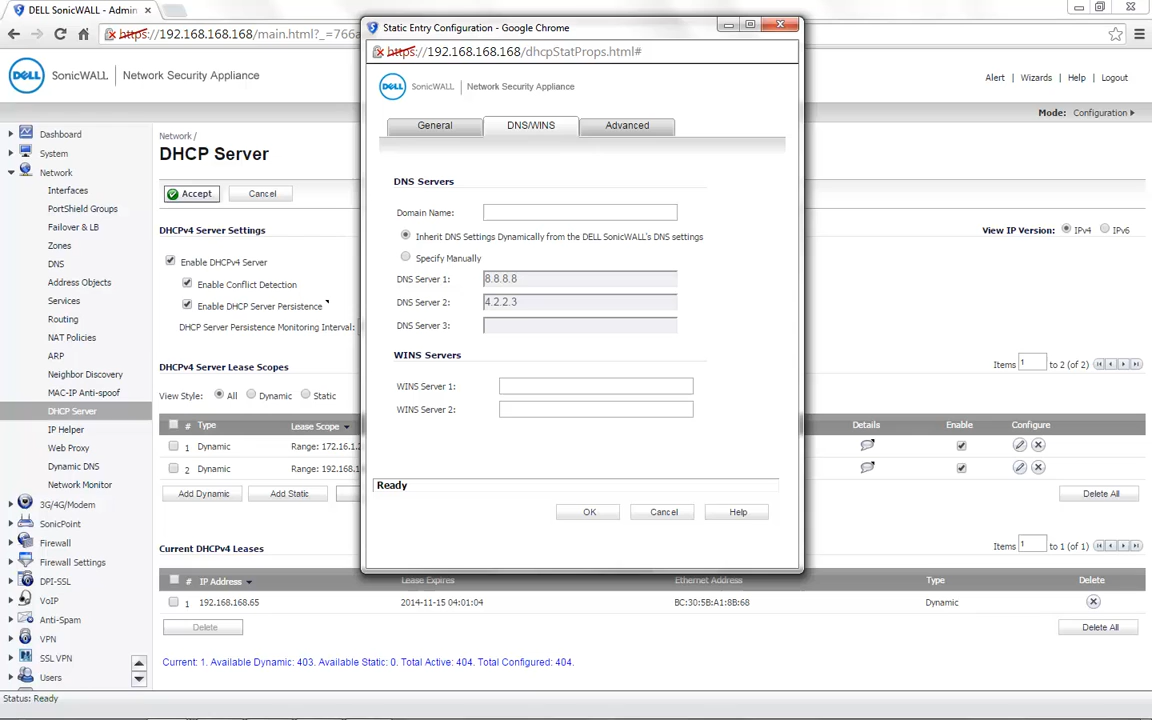 DELL SonicWALL - Admin
https://192.168.168.168/main.html?_=766a
DELL
SonicWALL
Network Security Appliance
Alert
Wizards
Help
Logout
Mode: Configuration
Dashboard
System
Network
Interfaces
PortShield Groups
Failover & LB
Zones
DNS
Address Objects
Services
Routing
NAT Policies
ARP
Neighbor Discovery
MAC-IP Anti-spoof
DHCP Server
IP Helper
Web Proxy
Dynamic DNS
Network Monitor
3G/4G/Modem
SonicPoint
Firewall
Firewall Settings
DPI-SSL
VoIP
Anti-Spam
VPN
SSL VPN
Users
Network /
DHCP Server
Accept
Cancel
DHCPv4 Server Settings
View IP Version: IPv4 IPv6
Enable DHCPv4 Server
Enable Conflict Detection
Enable DHCP Server Persistence
DHCP Server Persistence Monitoring Interval:
DHCPv4 Server Lease Scopes
Items 1 to 2 (of 2)
View Style: All Dynamic Static
# Type Lease Scope Details Enable Configure
1 Dynamic Range: 172.16.1.2
2 Dynamic Range: 192.168.1
Add Dynamic
Add Static
Delete All
Current DHCPv4 Leases
Items 1 to 1 (of 1)
# IP Address Lease Expires Ethernet Address Type Delete
1 192.168.168.65 2014-11-15 04:01:04 BC:30:5B:A1:8B:68 Dynamic
Delete
Delete All
Current: 1. Available Dynamic: 403. Available Static: 0. Total Active: 404. Total Configured: 404.
Status: Ready
Static Entry Configuration - Google Chrome
https://192.168.168.168/dhcpStatProps.html#
DELL
SonicWALL
Network Security Appliance
General
DNS/WINS
Advanced
DNS Servers
Domain Name:
Inherit DNS Settings Dynamically from the DELL SonicWALL's DNS settings
Specify Manually
DNS Server 1: 8.8.8.8
DNS Server 2: 4.2.2.3
DNS Server 3:
WINS Servers
WINS Server 1:
WINS Server 2:
Ready
OK
Cancel
Help